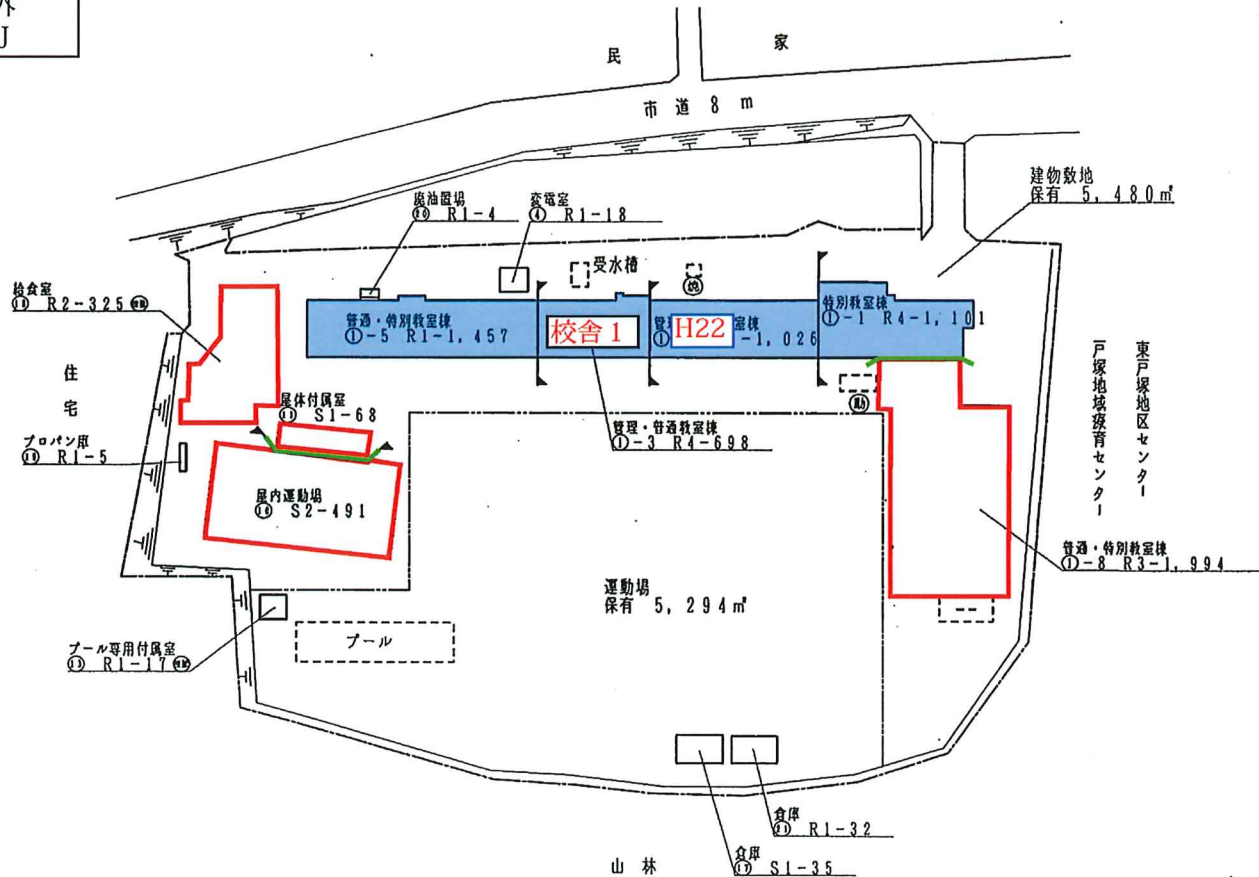 民 家
市道 8 m
建物敷地
保有 5,480㎡
廃油置場
⑳ R1-4
変電室
④ R1-18
受水槽
給食室
R2-325
普通・特別教室棟
①-5 R1-1,457
校舎1
H22
室棟
-1,026
特別教室棟
①-1 R4-1,101
住宅
屋体付属室
S1-68
管理・普通教室棟
①-3 R4-698
プロパン庫
R1-5
屋内運動場
⑯ S2-491
東戸塚地区センター
戸塚地域療育センター
普通・特別教室棟
①-8 R3-1,994
運動場
保有 5,294㎡
プール専用付属室
R1-17
プール
倉庫
㉑ R1-32
倉庫
⑰ S1-35
山林